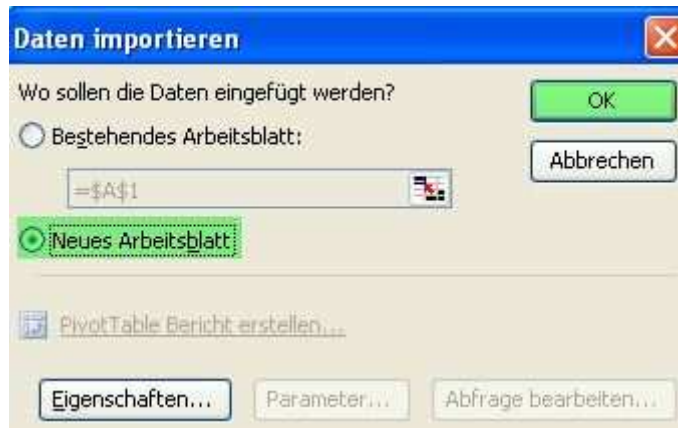 Daten importieren
Wo sollen die Daten eingefügt werden?
OK
Bestehendes Arbeitsblatt:
Abbrechen
=$A$1
Neues Arbeitsblatt
PivotTable Bericht erstellen...
Eigenschaften... Parameter... Abfrage bearbeiten...